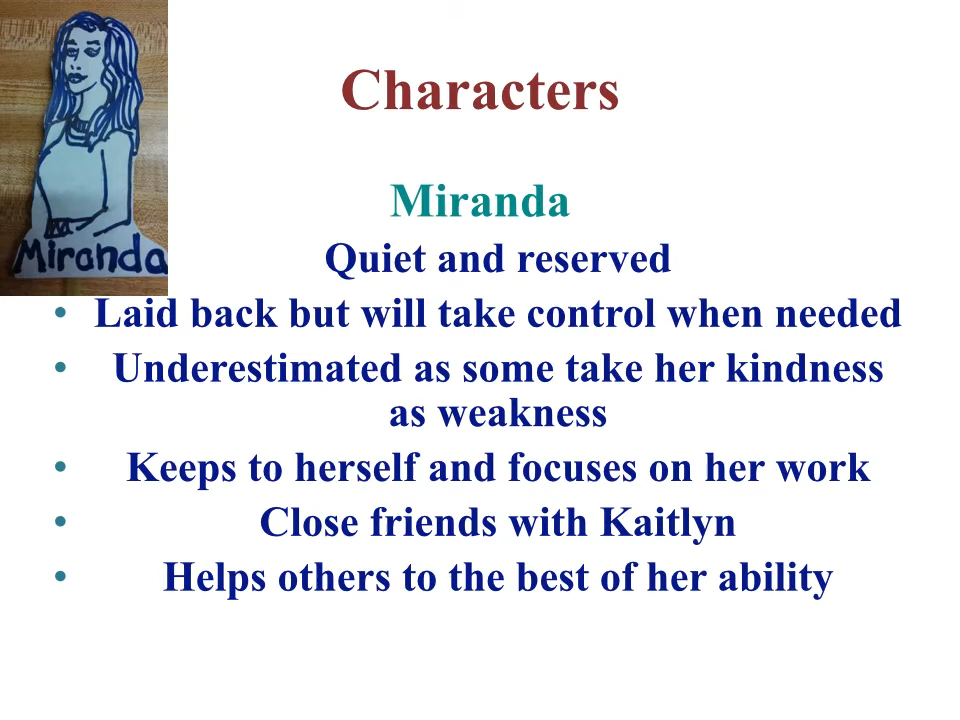 Characters
Miranda
Miranda
Quiet and reserved
• Laid back but will take control when needed
• Underestimated as some take her kindness
as weakness
• Keeps to herself and focuses on her work
• Close friends with Kaitlyn
• Helps others to the best of her ability